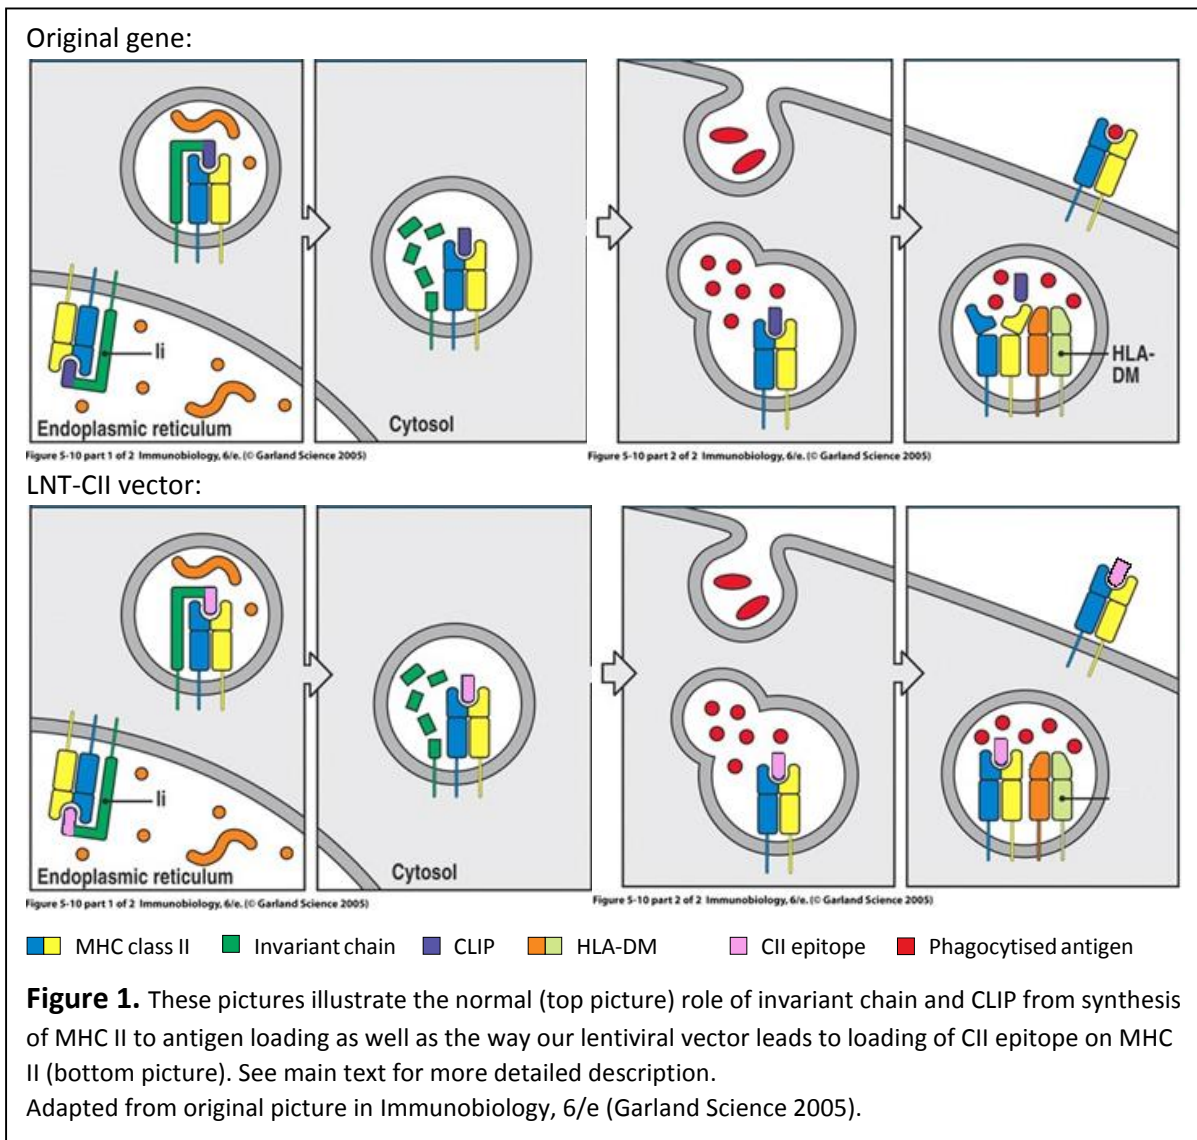 Original gene:
Ii
Endoplasmic reticulum
Cytosol
HLA-
DM
Figure 5-10 part 1 of 2 Immunobiology, 6/e. (© Garland Science 2005)
Figure 5-10 part 2 of 2 Immunobiology, 6/e. (© Garland Science 2005)
LNT-CII vector:
Ii
Endoplasmic reticulum
Cytosol
Figure 5-10 part 1 of 2 Immunobiology, 6/e. (© Garland Science 2005)
Figure 5-10 part 2 of 2 Immunobiology, 6/e. (© Garland Science 2005)
MHC class II Invariant chain CLIP HLA-DM CII epitope Phagocytised antigen
Figure 1. These pictures illustrate the normal (top picture) role of invariant chain and CLIP from synthesis
of MHC II to antigen loading as well as the way our lentiviral vector leads to loading of CII epitope on MHC
II (bottom picture). See main text for more detailed description.
Adapted from original picture in Immunobiology, 6/e (Garland Science 2005).